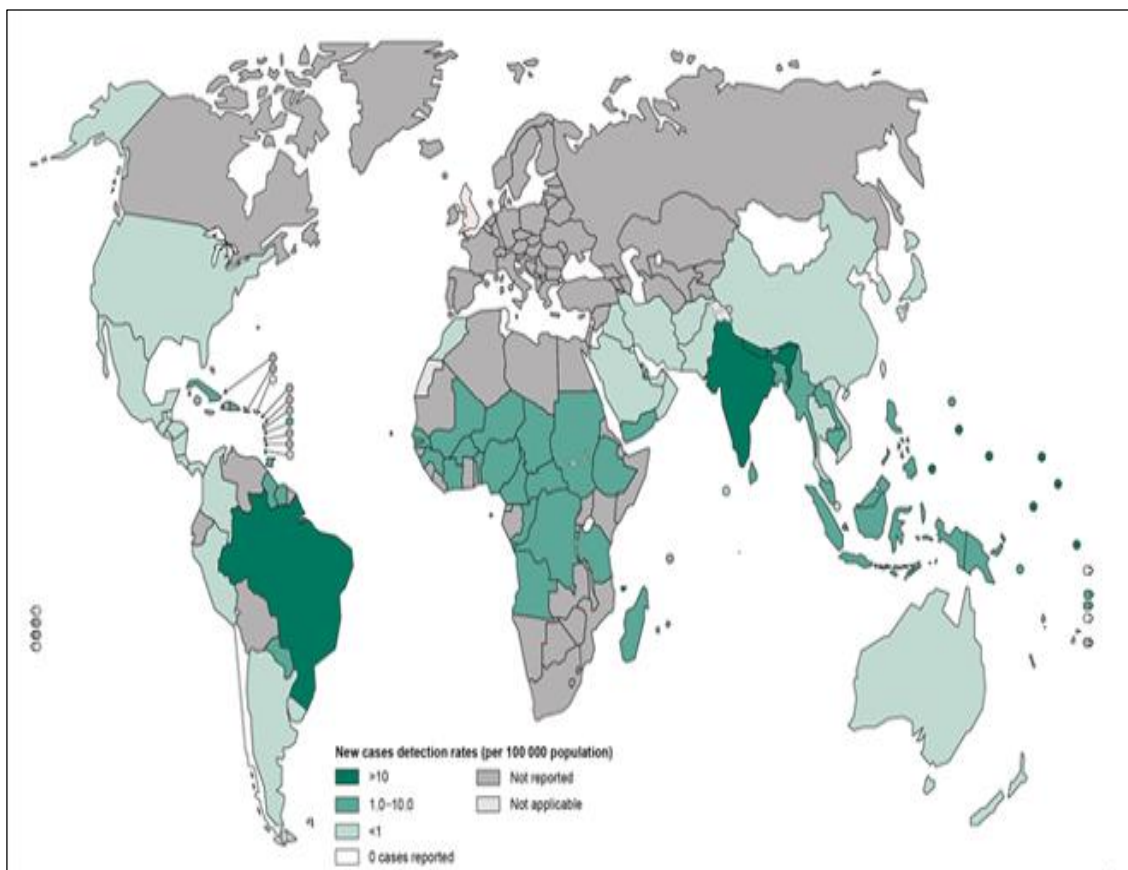 New cases detection rates (per 100 000 population)
>10
1.0–10.0
<1
0 cases reported
Not reported
Not applicable